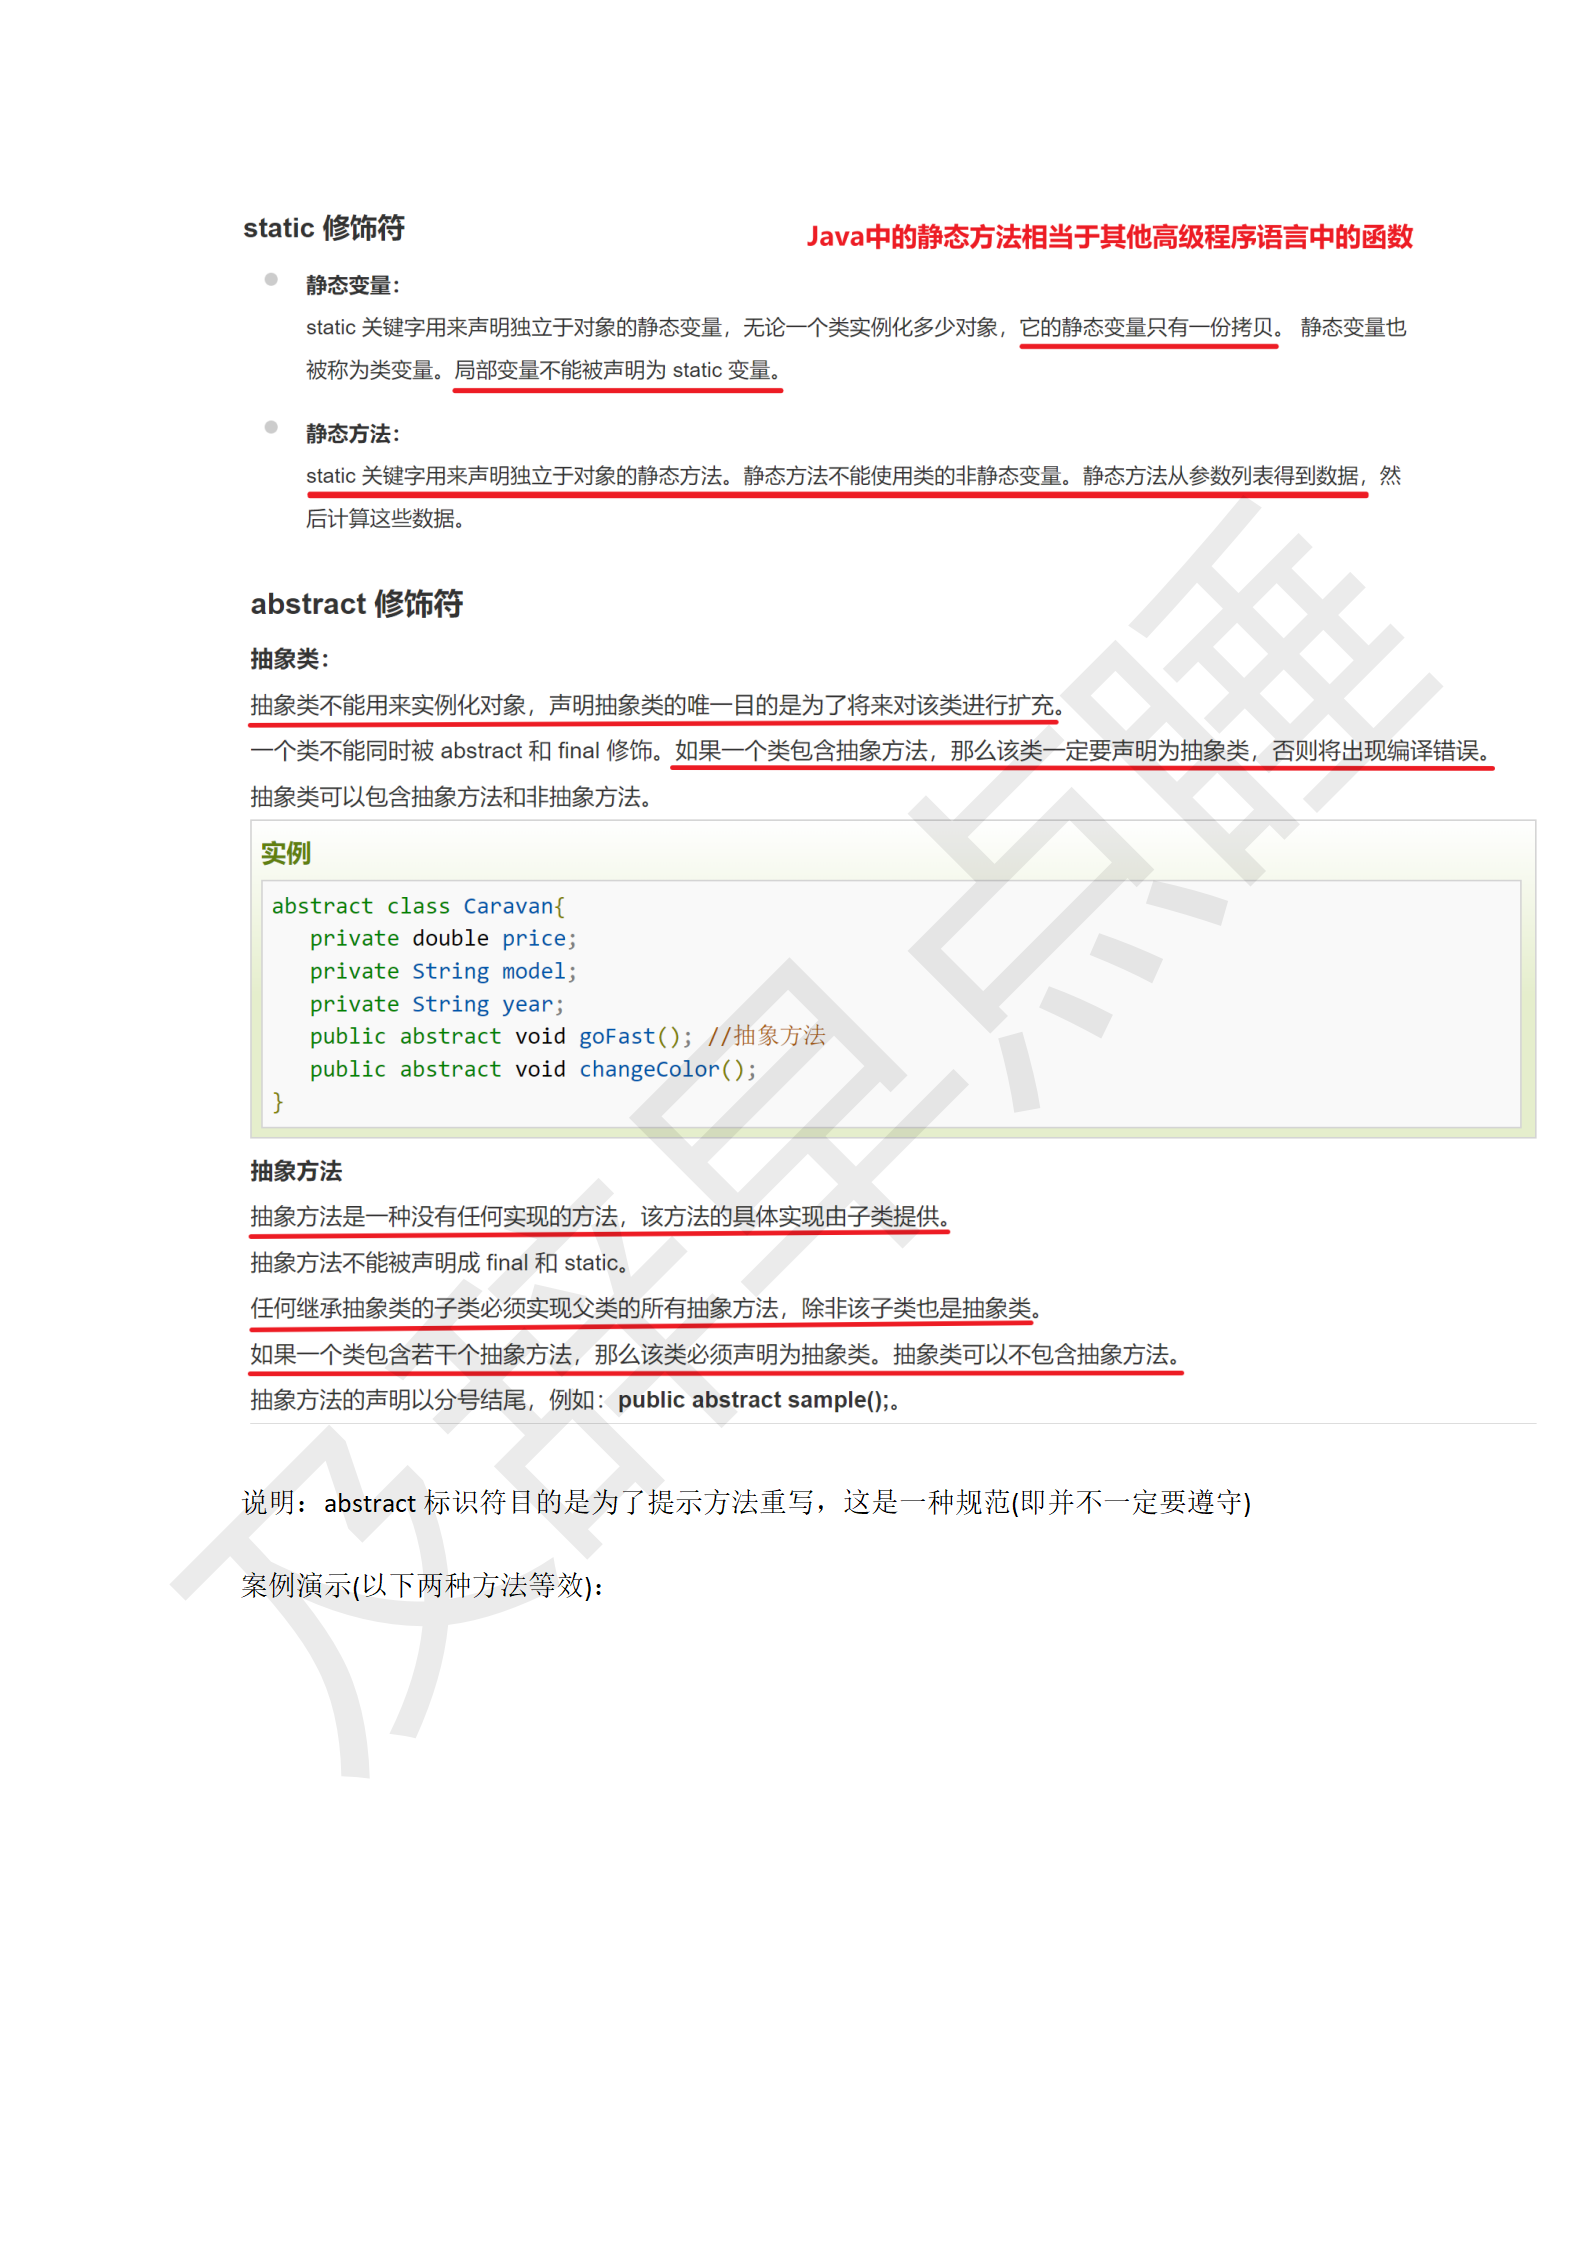 static 修饰符
Java中的静态方法相当于其他高级程序语言中的函数
静态变量：
static 关键字用来声明独立于对象的静态变量，无论一个类实例化多少对象，它的静态变量只有一份拷贝。 静态变量也
被称为类变量。局部变量不能被声明为 static 变量。
静态方法：
static 关键字用来声明独立于对象的静态方法。静态方法不能使用类的非静态变量。静态方法从参数列表得到数据，然
后计算这些数据。
abstract 修饰符
抽象类：
抽象类不能用来实例化对象，声明抽象类的唯一目的是为了将来对该类进行扩充。
一个类不能同时被 abstract 和 final 修饰。如果一个类包含抽象方法，那么该类一定要声明为抽象类，否则将出现编译错误。
抽象类可以包含抽象方法和非抽象方法。
实例
abstract class Caravan{
private double price;
private String model;
private String year;
public abstract void goFast(); //抽象方法
public abstract void changeColor();
}
抽象方法
抽象方法是一种没有任何实现的方法，该方法的具体实现由子类提供。
抽象方法不能被声明成 final 和 static。
任何继承抽象类的子类必须实现父类的所有抽象方法，除非该子类也是抽象类。
如果一个类包含若干个抽象方法，那么该类必须声明为抽象类。抽象类可以不包含抽象方法。
抽象方法的声明以分号结尾，例如：public abstract sample();。
说明：abstract 标识符目的是为了提示方法重写，这是一种规范(即并不一定要遵守)
案例演示(以下两种方法等效)：
及辞早点睡